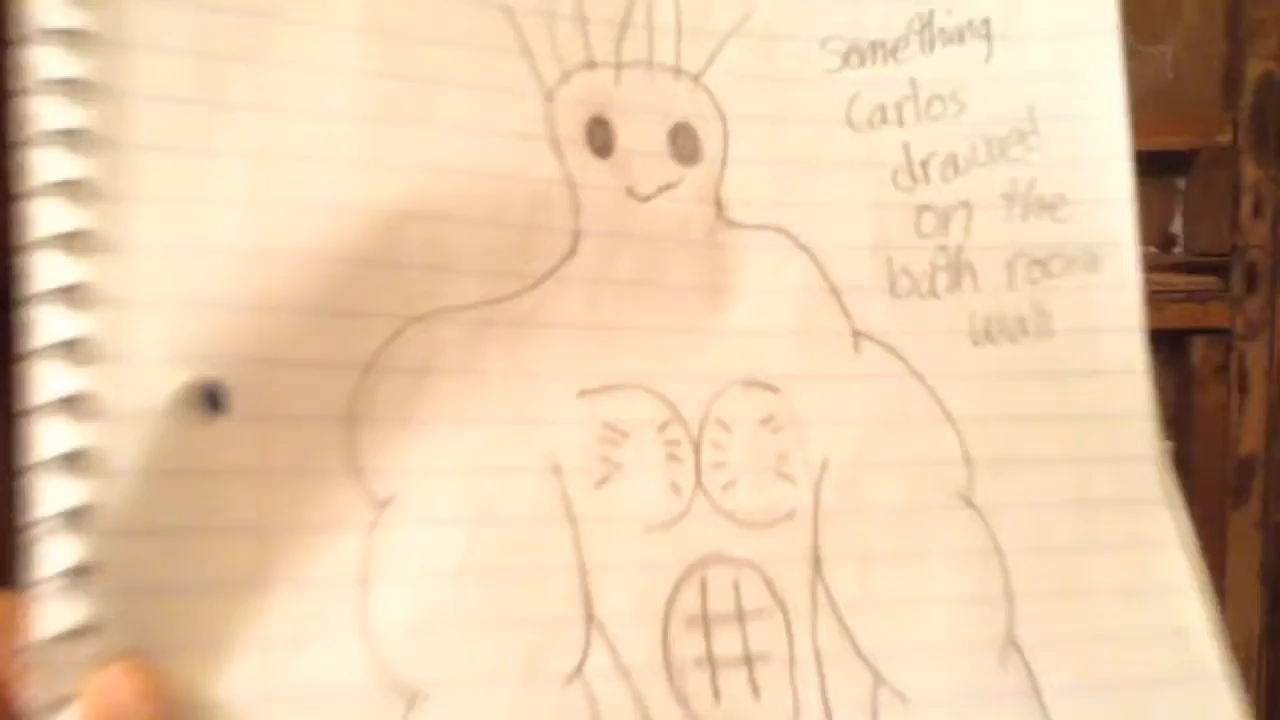 Something
Carlos
drawed
on the
bath room
wall